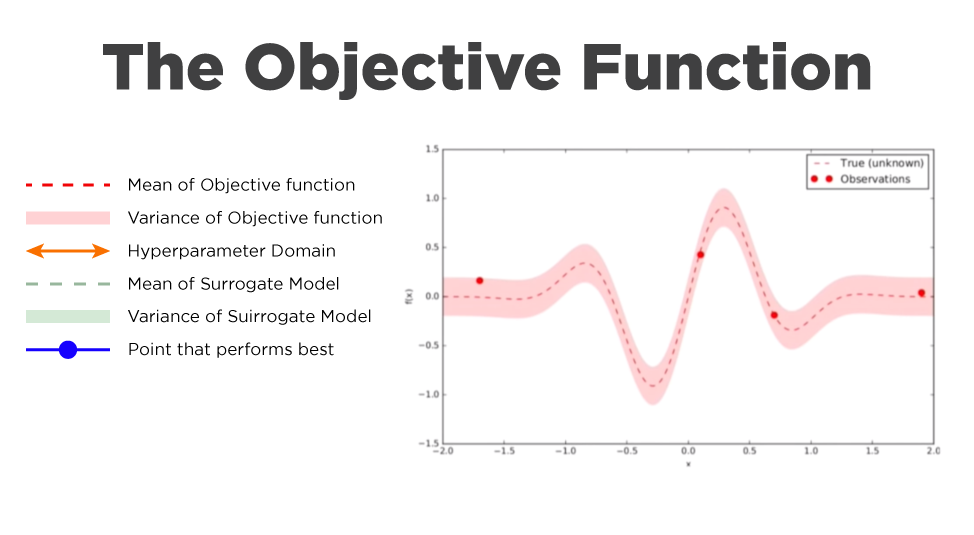 The Objective Function
Mean of Objective function
Variance of Objective function
Hyperparameter Domain
Mean of Surrogate Model
Variance of Suirrogate Model
Point that performs best
True (unknown)
Observations
1.5
1.0
0.5
0.0
−0.5
−1.0
−1.5
f(x)
−2.0 −1.5 −1.0 −0.5 0.0 0.5 1.0 1.5 2.0
x